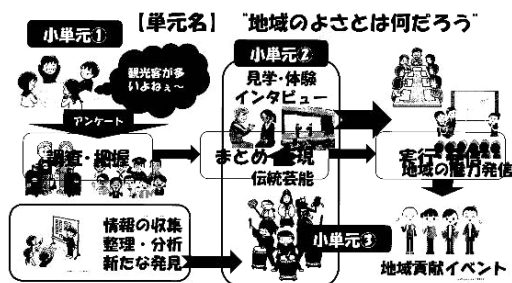 【単元名】 "地域のよさとは何だろう"
小単元①
観光客が多
いよねぇ〜
アンケート
調査・把握
情報の収集
整理・分析
新たな発見
小単元②
見学・体験
インタビュー
まとめ・表現
伝統芸能
小単元③
実行・発信
地域の魅力発信
地域貢献イベント